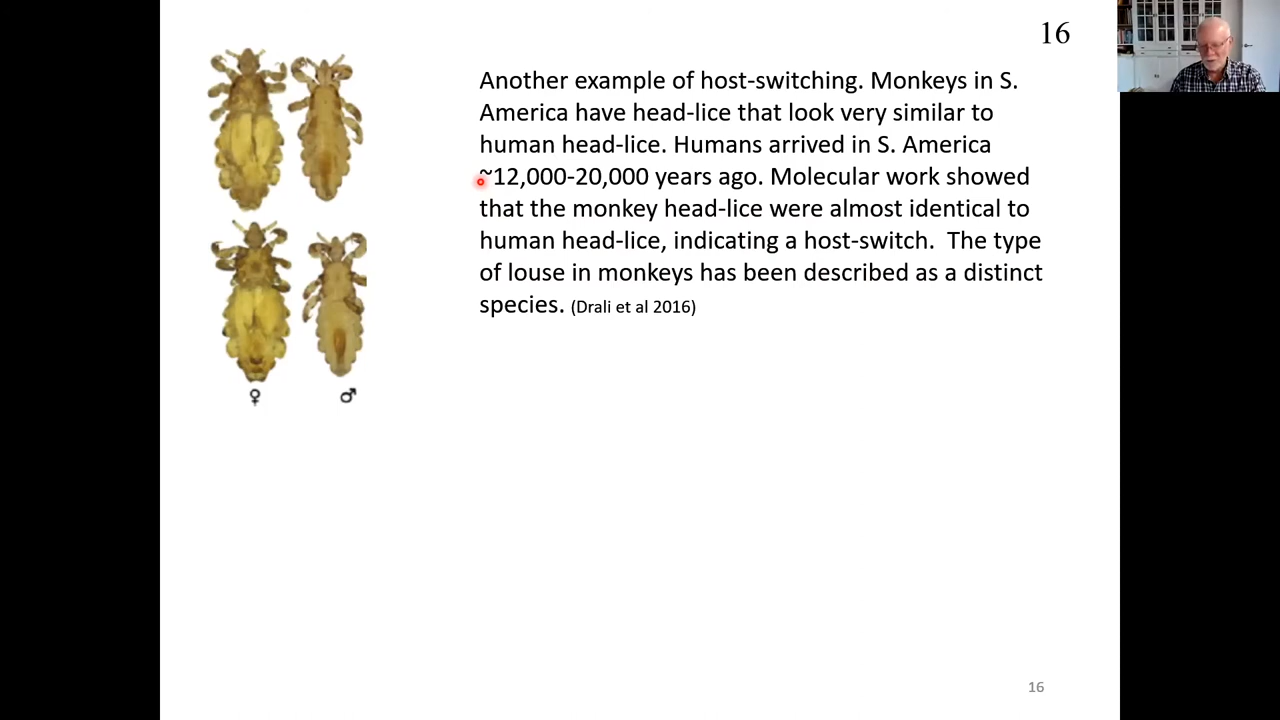 16
Another example of host-switching. Monkeys in S.
America have head-lice that look very similar to
human head-lice. Humans arrived in S. America
~12,000-20,000 years ago. Molecular work showed
that the monkey head-lice were almost identical to
human head-lice, indicating a host-switch.  The type
of louse in monkeys has been described as a distinct
species. (Drali et al 2016)
♀ ♂
16